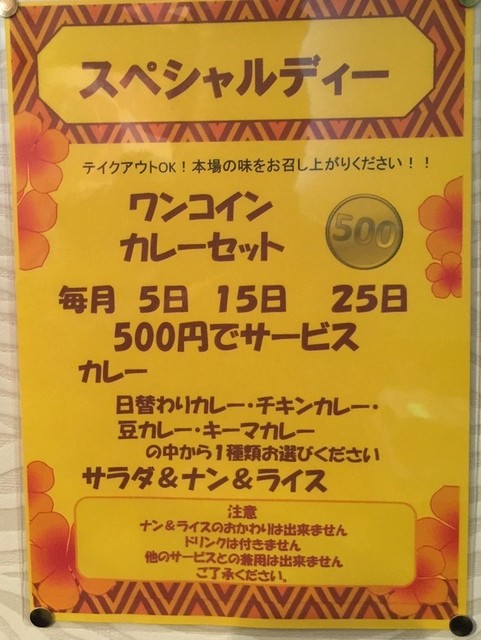 スペシャルディー
テイクアウトOK！本場の味をお召し上がりください！！
ワンコイン
500
カレーセット
毎月 5日 15日 25日
500円でサービス
カレー
日替わりカレー・チキンカレー・
豆カレー・キーマカレー
の中から1種類お選びください
サラダ＆ナン＆ライス
注意
ナン＆ライスのおかわりは出来ません
ドリンクは付きません
他のサービスとの兼用は出来ません
ご了承ください。